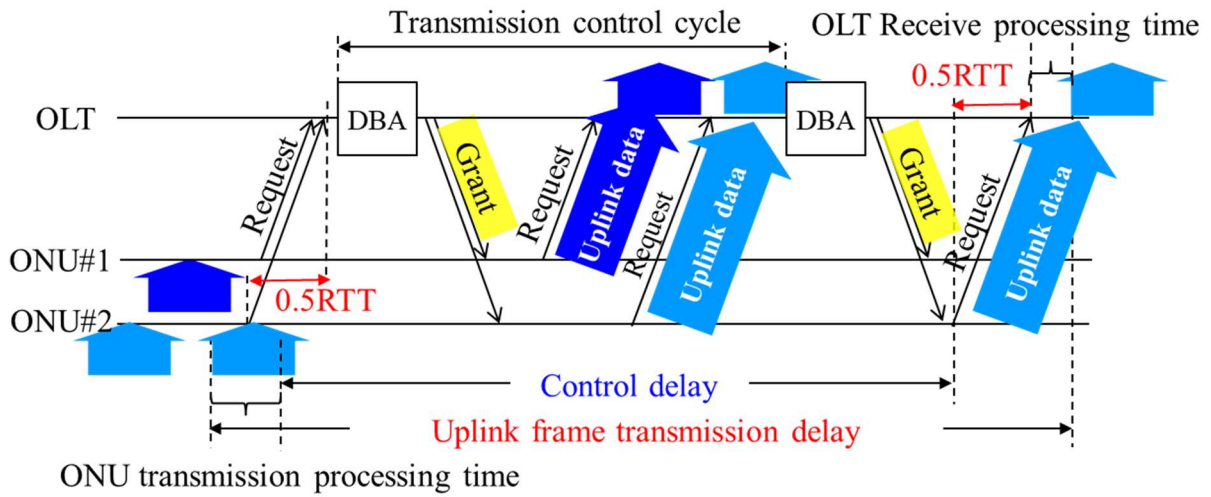 Transmission control cycle
OLT Receive processing time
0.5RTT
OLT
DBA
DBA
Request
Grant
Request
Uplink data
Request
Uplink data
Grant
Request
Uplink data
ONU#1
0.5RTT
ONU#2
Control delay
Uplink frame transmission delay
ONU transmission processing time